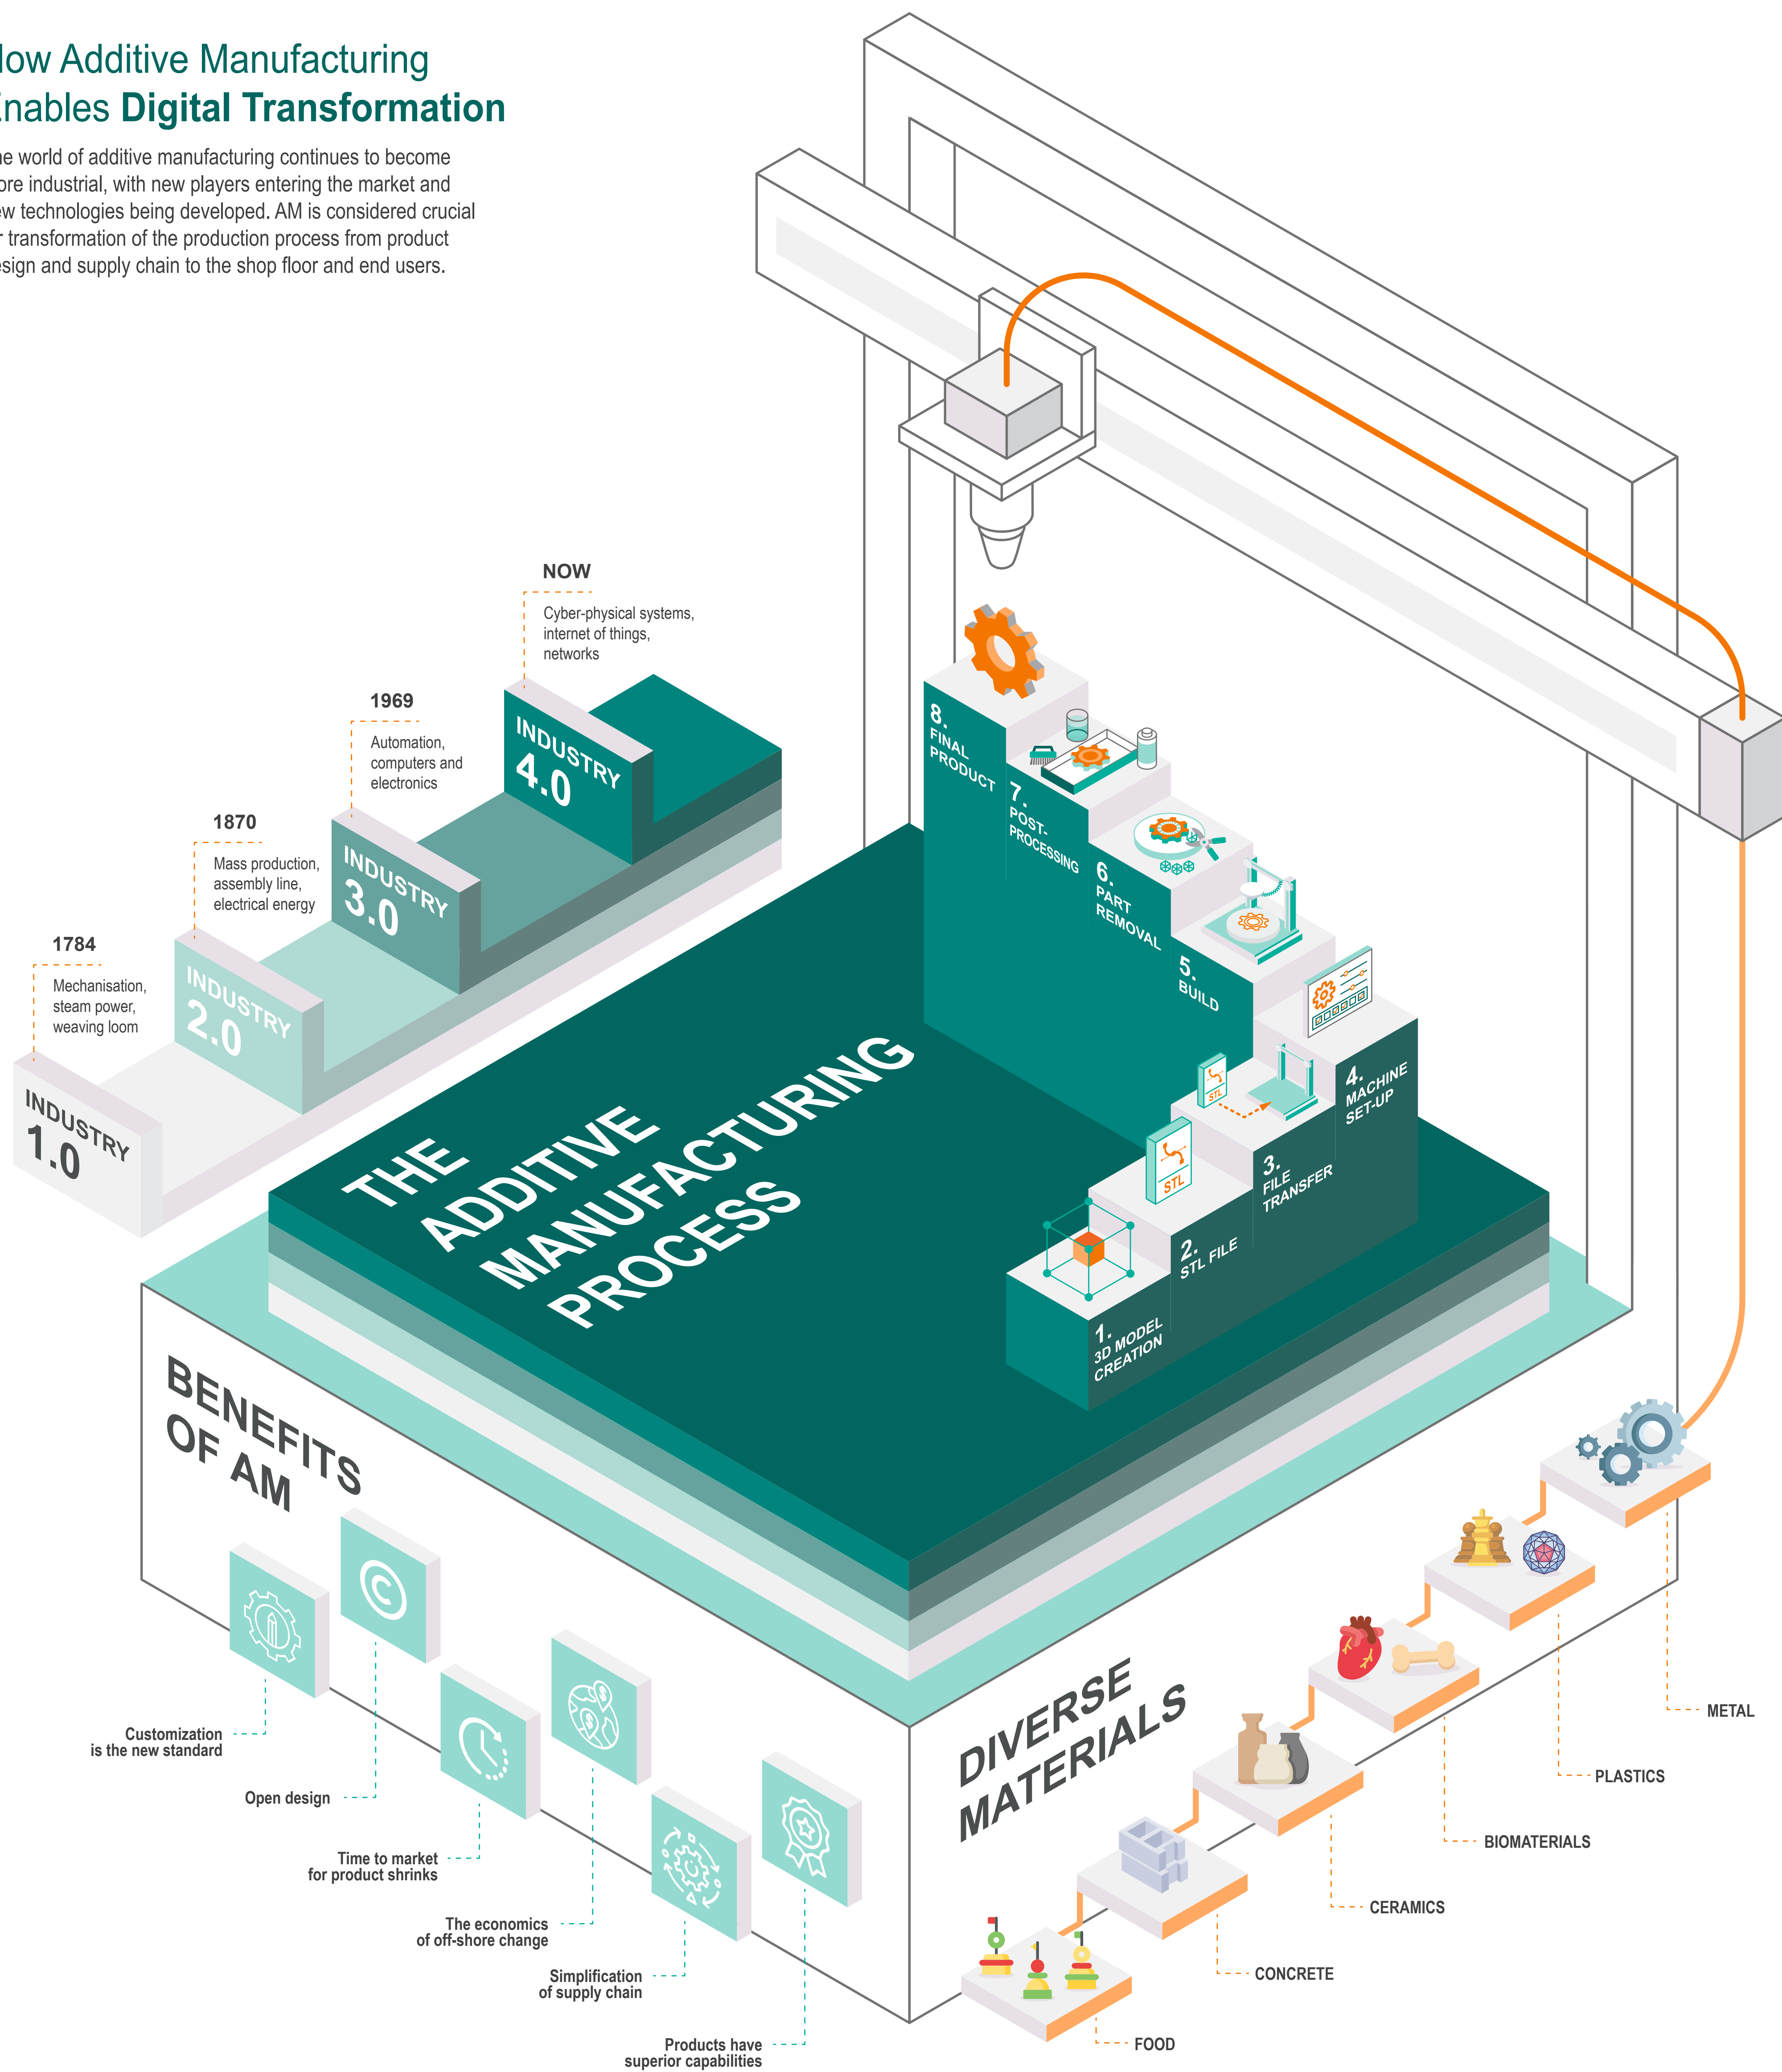 How Additive Manufacturing
Enables Digital Transformation
The world of additive manufacturing continues to become
more industrial, with new players entering the market and
new technologies being developed. AM is considered crucial
for transformation of the production process from product
design and supply chain to the shop floor and end users.
NOW
Cyber-physical systems,
internet of things,
networks
INDUSTRY
4.0
1969
Automation,
computers and
electronics
INDUSTRY
3.0
1870
Mass production,
assembly line,
electrical energy
INDUSTRY
2.0
1784
Mechanisation,
steam power,
weaving loom
INDUSTRY
1.0
THE
ADDITIVE
MANUFACTURING
PROCESS
8.
FINAL
PRODUCT
7.
POST-
PROCESSING
6.
PART
REMOVAL
5.
BUILD
4.
MACHINE
SET-UP
STL
3.
FILE
TRANSFER
STL
2.
STL FILE
1.
3D MODEL
CREATION
BENEFITS
OF AM
C
$
$
Customization
is the new standard
Open design
Time to market
for product shrinks
The economics
of off-shore change
Simplification
of supply chain
Products have
superior capabilities
DIVERSE
MATERIALS
METAL
PLASTICS
BIOMATERIALS
CERAMICS
CONCRETE
FOOD